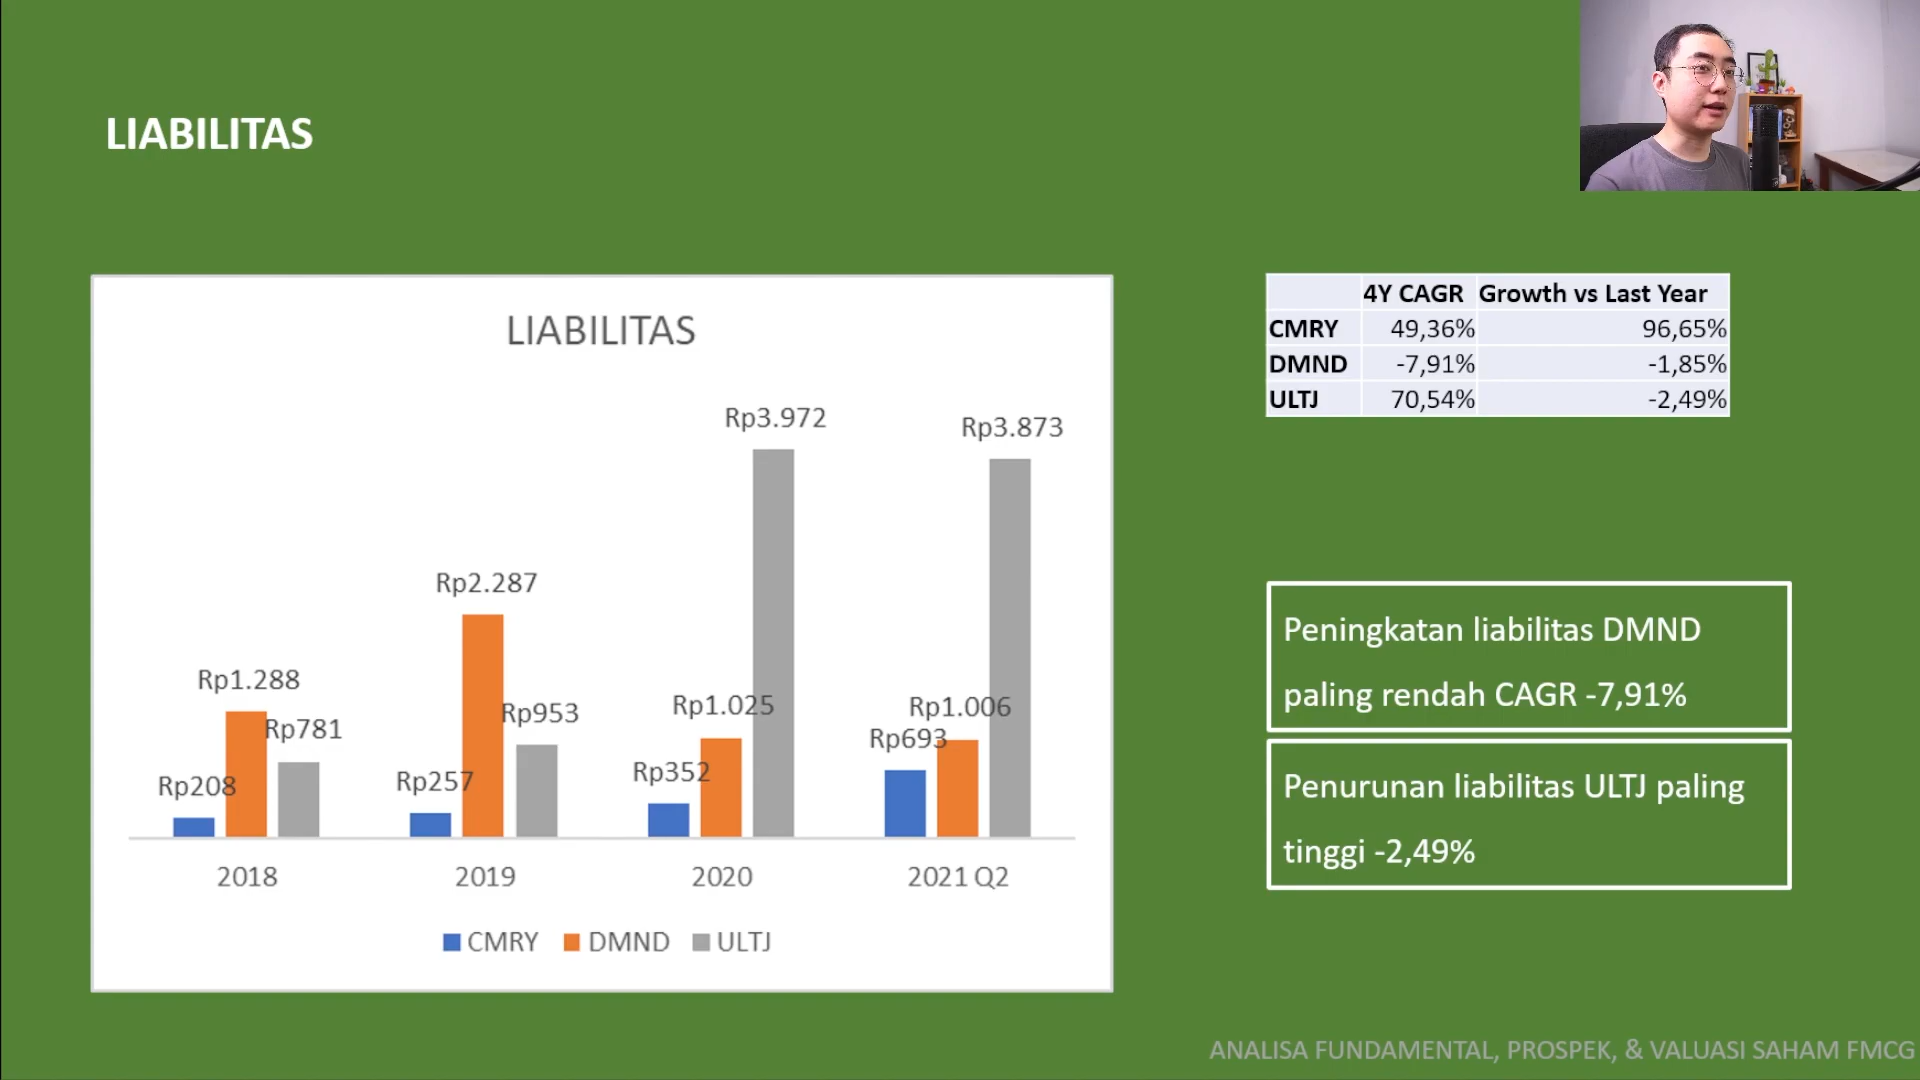 LIABILITAS
LIABILITAS
Rp3.972
Rp3.873
Rp2.287
Rp1.288
Rp953
Rp1.025
Rp1.006
Rp781
Rp693
Rp208
Rp257
Rp352
2018 2019 2020 2021 Q2
CMRY DMND ULTJ
4Y CAGR Growth vs Last Year
CMRY 49,36% 96,65%
DMND -7,91% -1,85%
ULTJ 70,54% -2,49%
Peningkatan liabilitas DMND
paling rendah CAGR -7,91%
Penurunan liabilitas ULTJ paling
tinggi -2,49%
ANALISA FUNDAMENTAL, PROSPEK, & VALUASI SAHAM FMCG